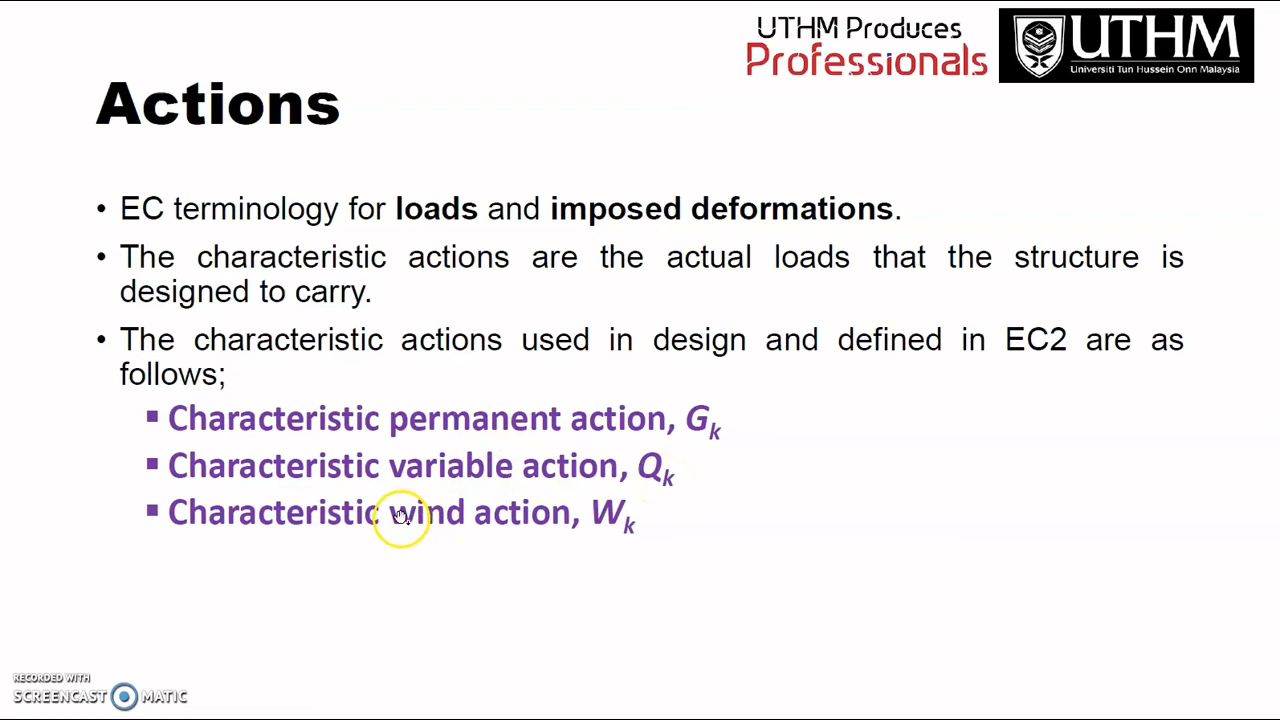 UTHM Produces
Professionals
UTHM
Universiti Tun Hussein Onn Malaysia
Actions
• EC terminology for loads and imposed deformations.
• The characteristic actions are the actual loads that the structure is
designed to carry.
• The characteristic actions used in design and defined in EC2 are as
follows;
▪ Characteristic permanent action, Gk
▪ Characteristic variable action, Qk
▪ Characteristic wind action, Wk
RECORDED WITH
SCREENCAST MATIC